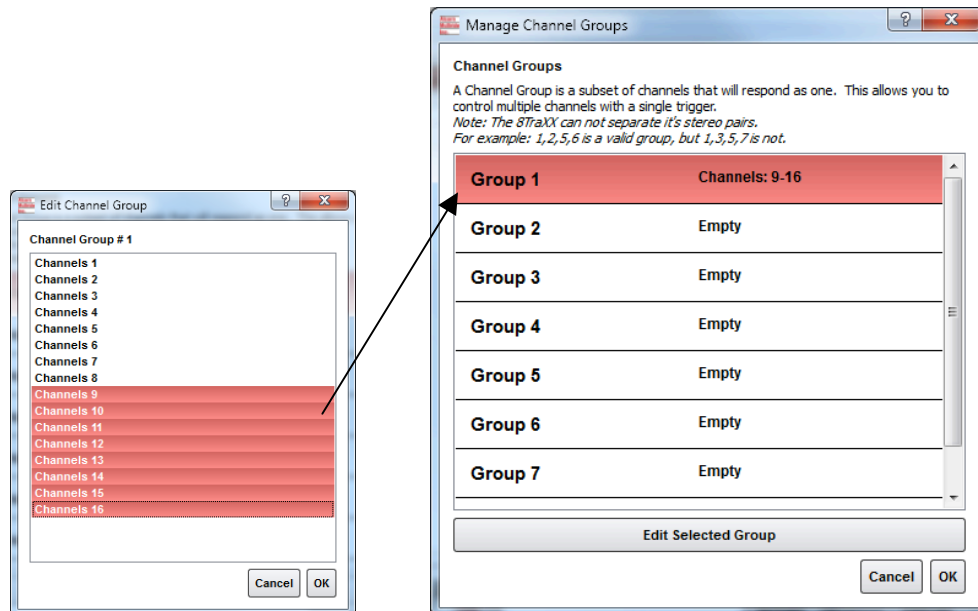 Edit Channel Group
Channel Group # 1
Channels 1
Channels 2
Channels 3
Channels 4
Channels 5
Channels 6
Channels 7
Channels 8
Channels 9
Channels 10
Channels 11
Channels 12
Channels 13
Channels 14
Channels 15
Channels 16
Cancel OK
Manage Channel Groups
Channel Groups
A Channel Group is a subset of channels that will respond as one. This allows you to
control multiple channels with a single trigger.
Note: The 8TraXX can not separate it's stereo pairs.
For example: 1,2,5,6 is a valid group, but 1,3,5,7 is not.
Group 1 Channels: 9-16
Group 2 Empty
Group 3 Empty
Group 4 Empty
Group 5 Empty
Group 6 Empty
Group 7 Empty
Edit Selected Group
Cancel OK